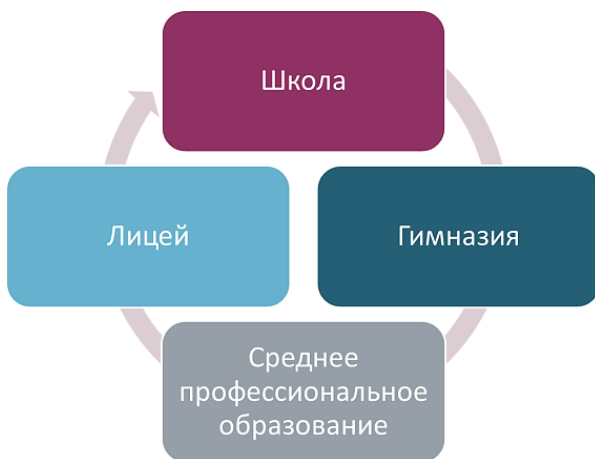 Школа
Лицей
Гимназия
Среднее
профессиональное
образование